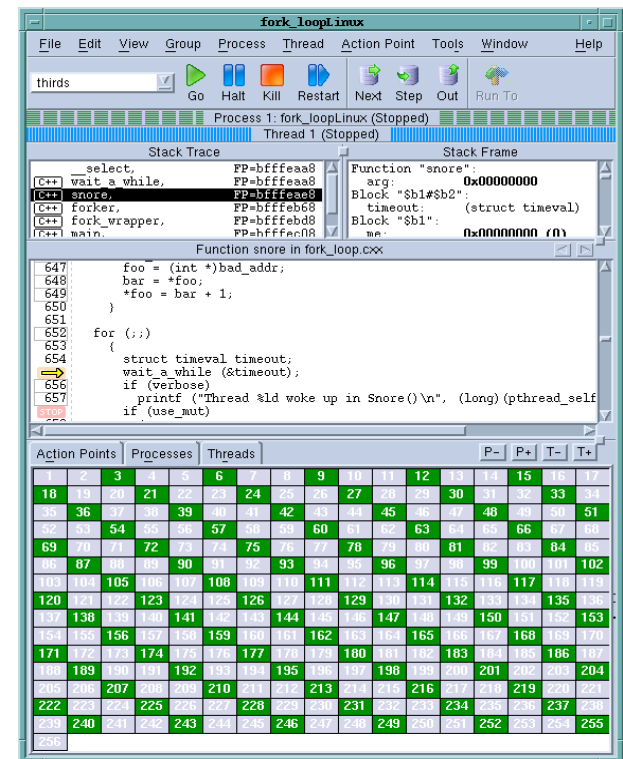 fork_loopLinux
File Edit View Group Process Thread Action Point Tools Window Help
thirds Go Halt Kill Restart Next Step Out Run To
Process 1: fork_loopLinux (Stopped)
Thread 1 (Stopped)
Stack Trace Stack Frame
__select, FP=bfffeaa8 Function "snore":
C++ wait_a_while, FP=bfffeaa8 arg: 0x00000000
C++ snore, FP=bfffeae8 Block "$b1#$b2":
C++ forker, FP=bfffeb68 timeout: (struct timeval)
C++ fork_wrapper, FP=bfffebd8 Block "$b1":
C++ main, FP=bfffec08 me: 0x00000000 (0)
Function snore in fork_loop.cxx
647 foo = (int *)bad_addr;
648 bar = *foo;
649 *foo = bar + 1;
650 }
651
652 for (;;)
653 {
654 struct timeval timeout;
wait_a_while (&timeout);
656 if (verbose)
657 printf ("Thread %ld woke up in Snore()\n", (long)(pthread_self
STOP if (use_mut)
Action Points Processes Threads P- P+ T- T+
1 2 3 4 5 6 7 8 9 10 11 12 13 14 15 16 17
18 19 20 21 22 23 24 25 26 27 28 29 30 31 32 33 34
35 36 37 38 39 40 41 42 43 44 45 46 47 48 49 50 51
52 53 54 55 56 57 58 59 60 61 62 63 64 65 66 67 68
69 70 71 72 73 74 75 76 77 78 79 80 81 82 83 84 85
86 87 88 89 90 91 92 93 94 95 96 97 98 99 100 101 102
103 104 105 106 107 108 109 110 111 112 113 114 115 116 117 118 119
120 121 122 123 124 125 126 127 128 129 130 131 132 133 134 135 136
137 138 139 140 141 142 143 144 145 146 147 148 149 150 151 152 153
154 155 156 157 158 159 160 161 162 163 164 165 166 167 168 169 170
171 172 173 174 175 176 177 178 179 180 181 182 183 184 185 186 187
188 189 190 191 192 193 194 195 196 197 198 199 200 201 202 203 204
205 206 207 208 209 210 211 212 213 214 215 216 217 218 219 220 221
222 223 224 225 226 227 228 229 230 231 232 233 234 235 236 237 238
239 240 241 242 243 244 245 246 247 248 249 250 251 252 253 254 255
256